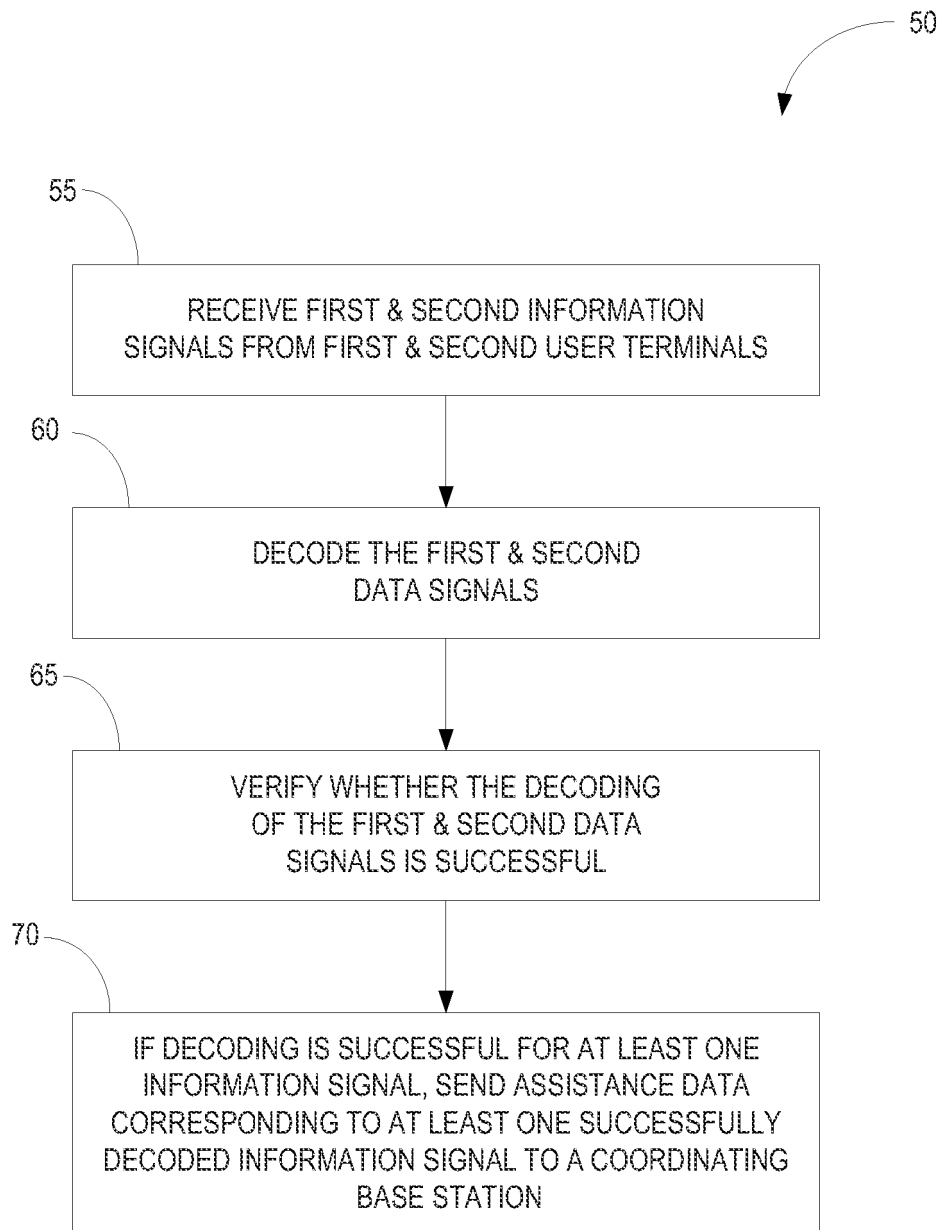 50
55
RECEIVE FIRST & SECOND INFORMATION
SIGNALS FROM FIRST & SECOND USER TERMINALS
60
DECODE THE FIRST & SECOND
DATA SIGNALS
65
VERIFY WHETHER THE DECODING
OF THE FIRST & SECOND DATA
SIGNALS IS SUCCESSFUL
70
IF DECODING IS SUCCESSFUL FOR AT LEAST ONE
INFORMATION SIGNAL, SEND ASSISTANCE DATA
CORRESPONDING TO AT LEAST ONE SUCCESSFULLY
DECODED INFORMATION SIGNAL TO A COORDINATING
BASE STATION